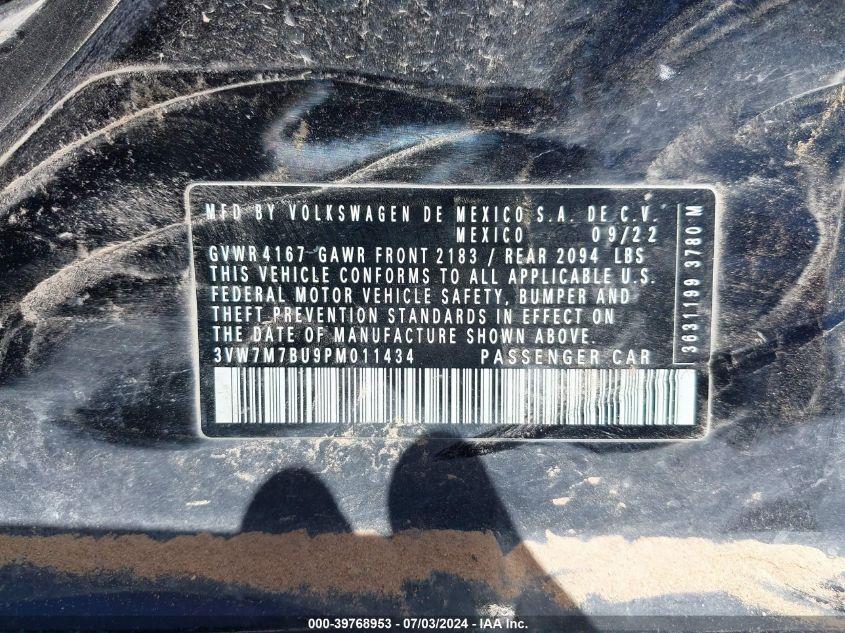 MFD BY VOLKSWAGEN DE MEXICO S.A. DE C.V.
MEXICO 09/22
GVWR 4167 GAWR FRONT 2183 / REAR 2094 LBS
THIS VEHICLE CONFORMS TO ALL APPLICABLE U.S.
FEDERAL MOTOR VEHICLE SAFETY, BUMPER AND
THEFT PREVENTION STANDARDS IN EFFECT ON
THE DATE OF MANUFACTURE SHOWN ABOVE.
3VW7M7BU9PM011434 PASSENGER CAR
3631199 3780 M
000-39768953 - 07/03/2024 - IAA Inc.